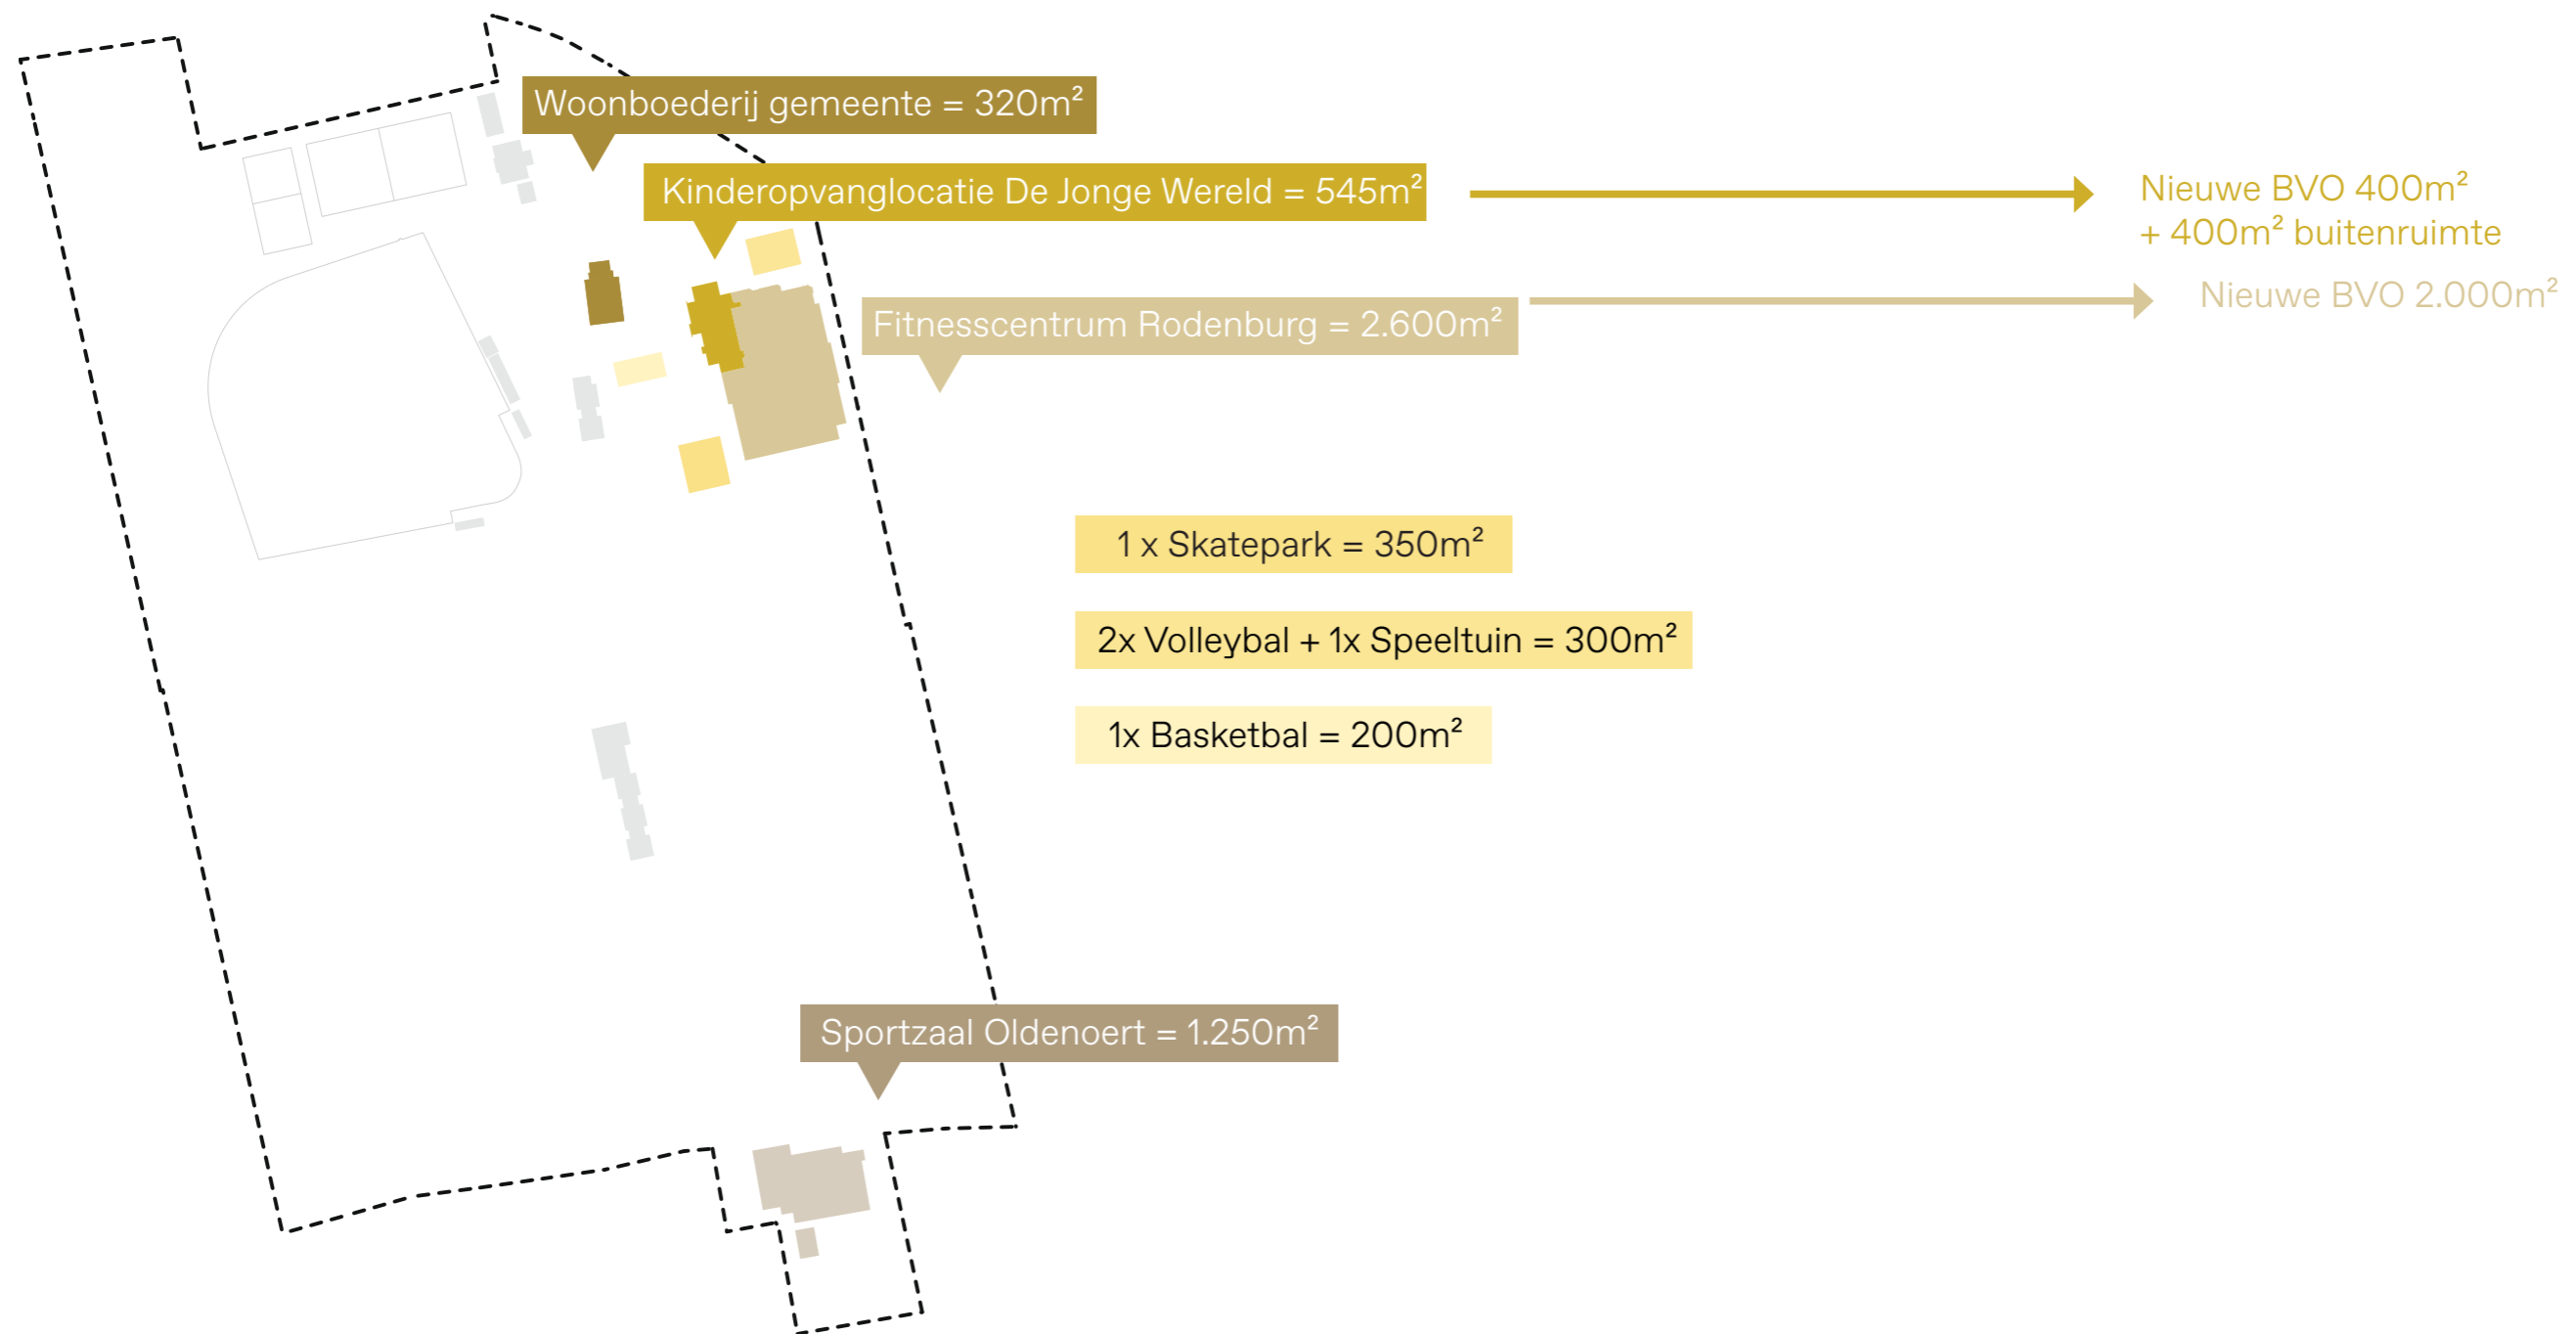 Woonboederij gemeente = 320m²
Kinderopvanglocatie De Jonge Wereld = 545m²
Nieuwe BVO 400m²
+ 400m² buitenruimte
Fitnesscentrum Rodenburg = 2.600m²
Nieuwe BVO 2.000m²
1 x Skatepark = 350m²
2x Volleybal + 1x Speeltuin = 300m²
1x Basketbal = 200m²
Sportzaal Oldenoert = 1.250m²